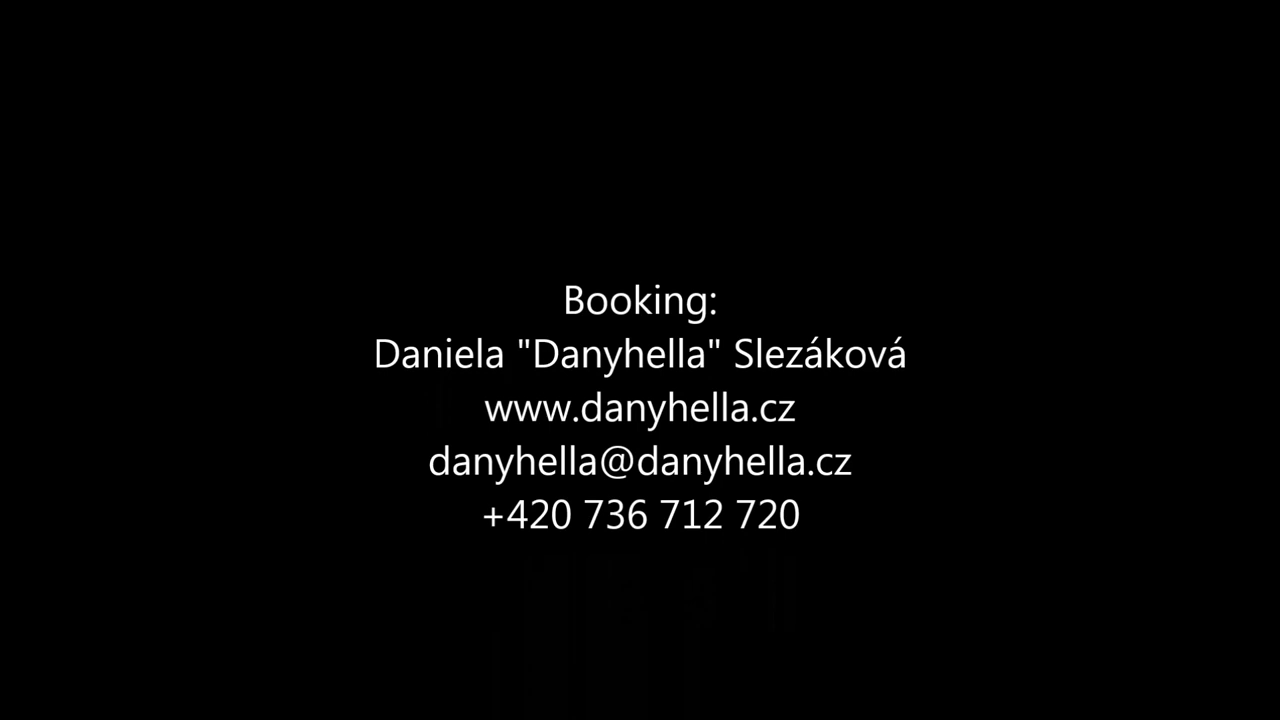 Booking:
Daniela "Danyhella" Slezáková
www.danyhella.cz
danyhella@danyhella.cz
+420 736 712 720